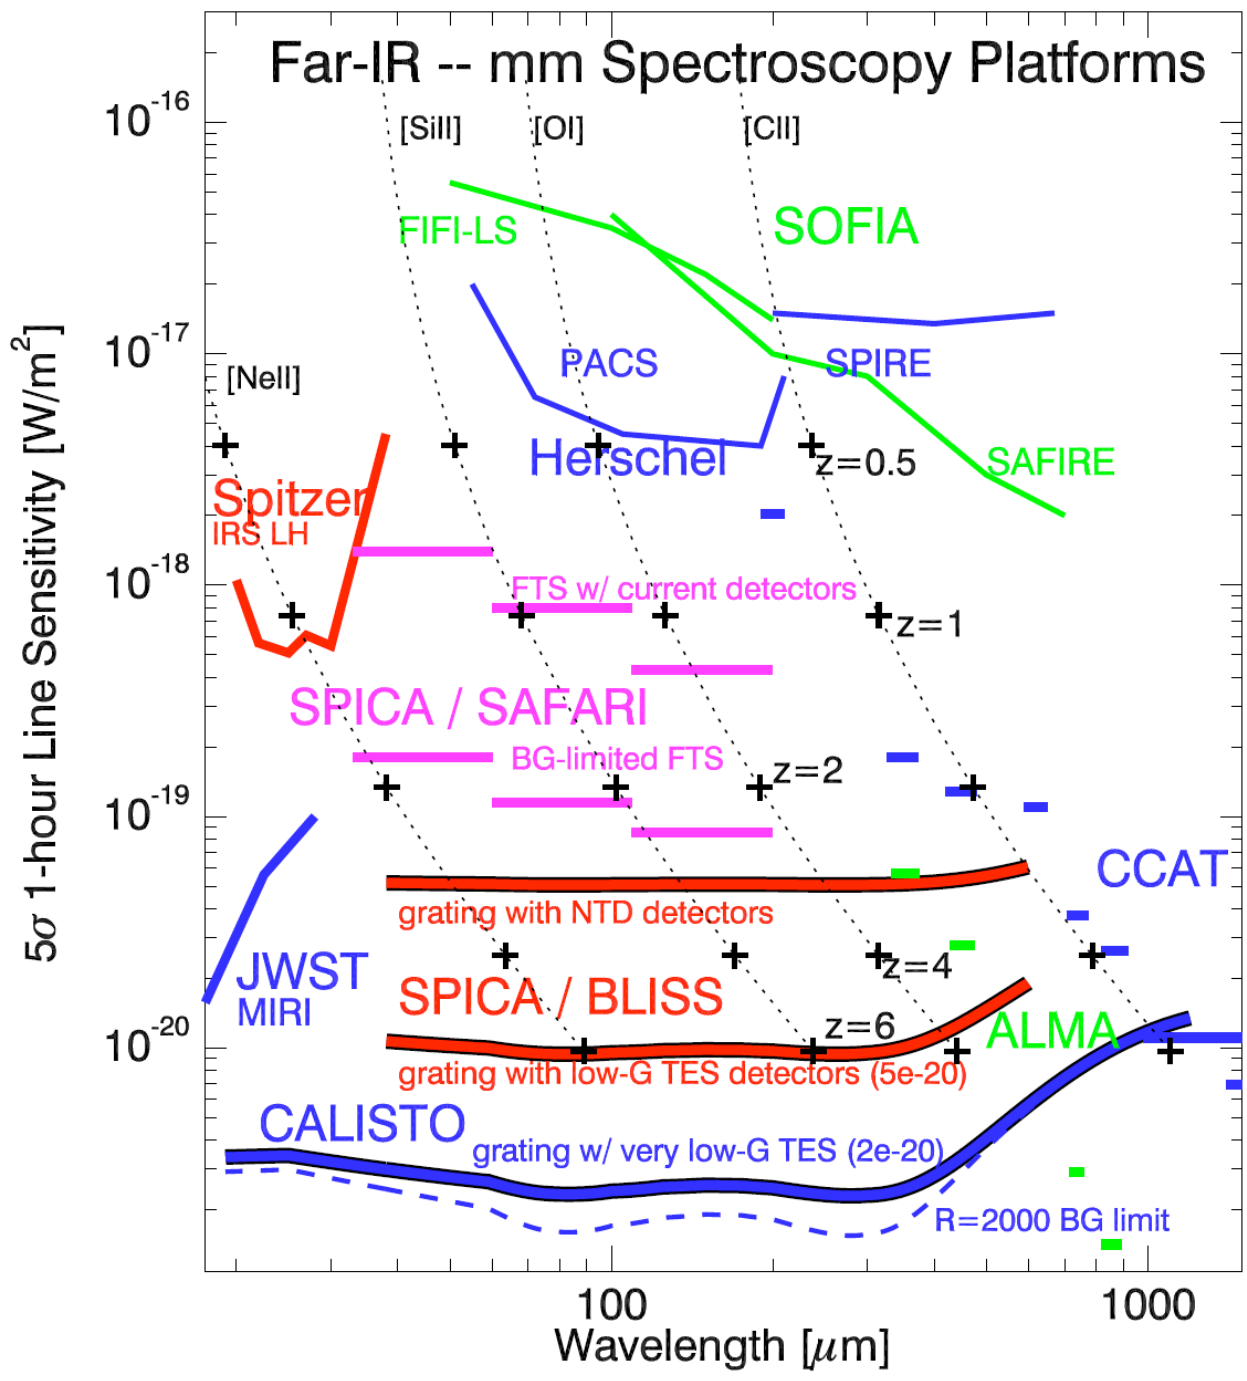 Far-IR -- mm Spectroscopy Platforms
10-16
[SiII]
[OI]
[CII]
FIFI-LS
SOFIA
10-17
[NeII]
PACS
SPIRE
Herschel
z=0.5
SAFIRE
Spitzer
IRS LH
10-18
FTS w/ current detectors
z=1
SPICA / SAFARI
BG-limited FTS
z=2
10-19
CCAT
grating with NTD detectors
JWST
MIRI
z=4
SPICA / BLISS
z=6
ALMA
10-20
grating with low-G TES detectors (5e-20)
CALISTO
grating w/ very low-G TES (2e-20)
R=2000 BG limit
100
1000
Wavelength [μm]
5σ 1-hour Line Sensitivity [W/m2]